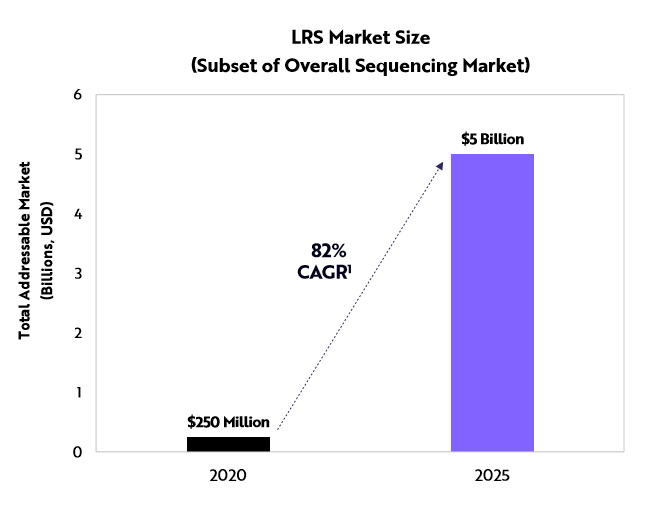 LRS Market Size
(Subset of Overall Sequencing Market)
Total Addressable Market
(Billions, USD)
6
5
4
3
2
1
0
$250 Million
82%
CAGR¹
$5 Billion
2020
2025